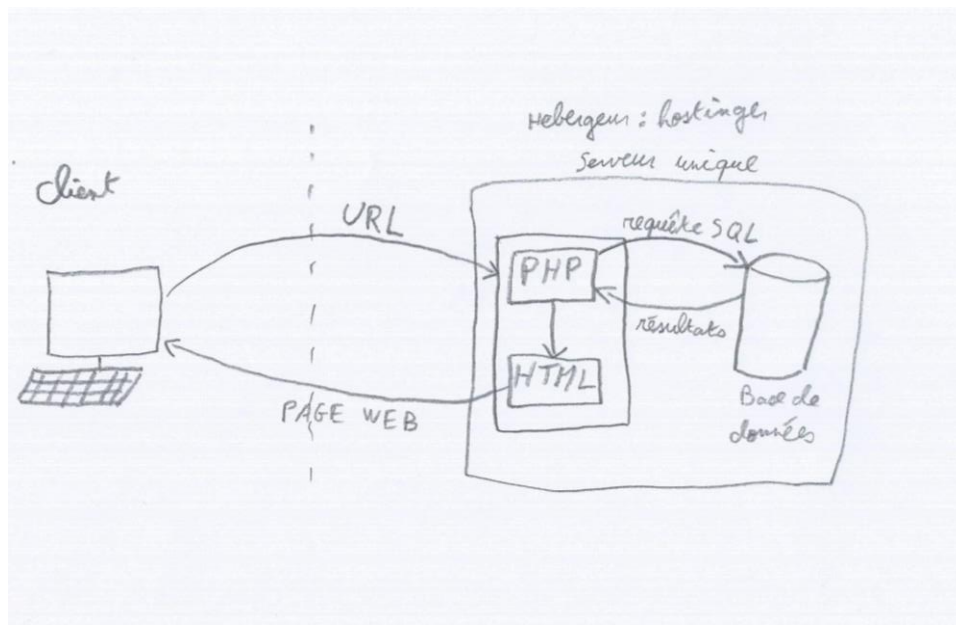 Hebergeur : hostinger
Serveur unique
Client
URL
requête SQL
PHP
résultats
HTML
PAGE WEB
Base de
données